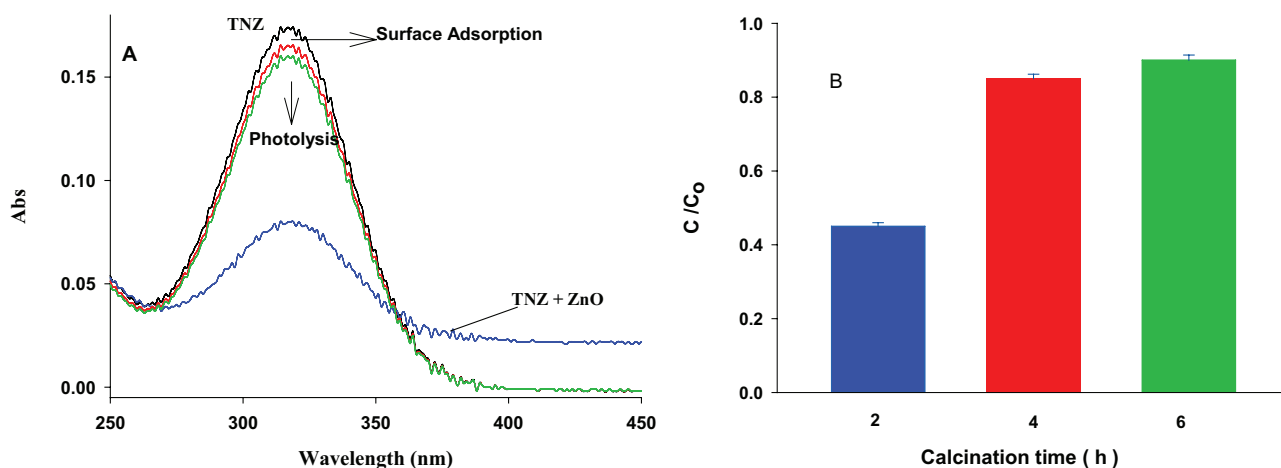 TNZ
Surface Adsorption
A
Photolysis
TNZ + ZnO
Abs
0.15
0.10
0.05
0.00
250
300
350
400
450
Wavelength (nm)
B
C /Co
1.0
0.8
0.6
0.4
0.2
0.0
2
4
6
Calcination time ( h )